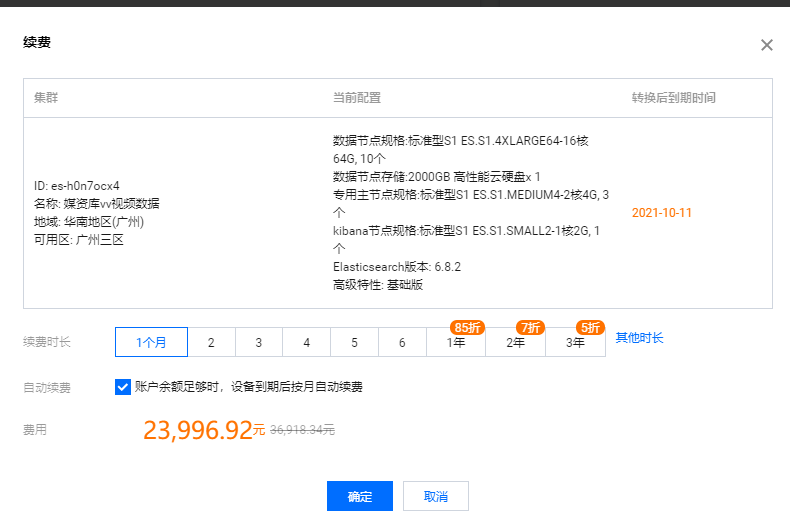 续费
集群
当前配置
转换后到期时间
ID: es-h0n7ocx4
名称: 媒资库vv视频数据
地域: 华南地区(广州)
可用区: 广州三区
数据节点规格:标准型S1 ES.S1.4XLARGE64-16核
64G, 10个
数据节点存储:2000GB 高性能云硬盘x 1
专用主节点规格:标准型S1 ES.S1.MEDIUM4-2核4G, 3
个
kibana节点规格:标准型S1 ES.S1.SMALL2-1核2G, 1
个
Elasticsearch版本: 6.8.2
高级特性: 基础版
2021-10-11
续费时长
1个月
2
3
4
5
6
1年
85折
2年
7折
3年
5折
其他时长
自动续费
账户余额足够时，设备到期后按月自动续费
费用
23,996.92元 36,918.34元
确定
取消